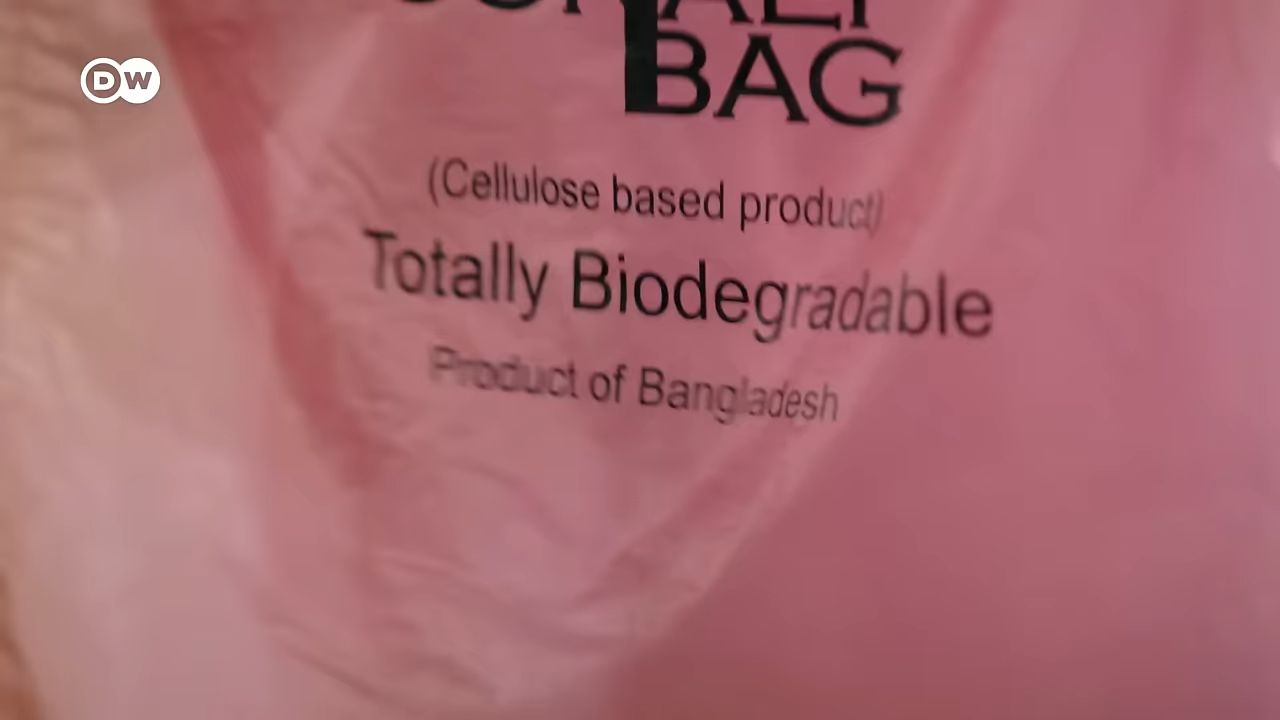 DW
BAG
(Cellulose based product)
Totally Biodegradable
Product of Bangladesh